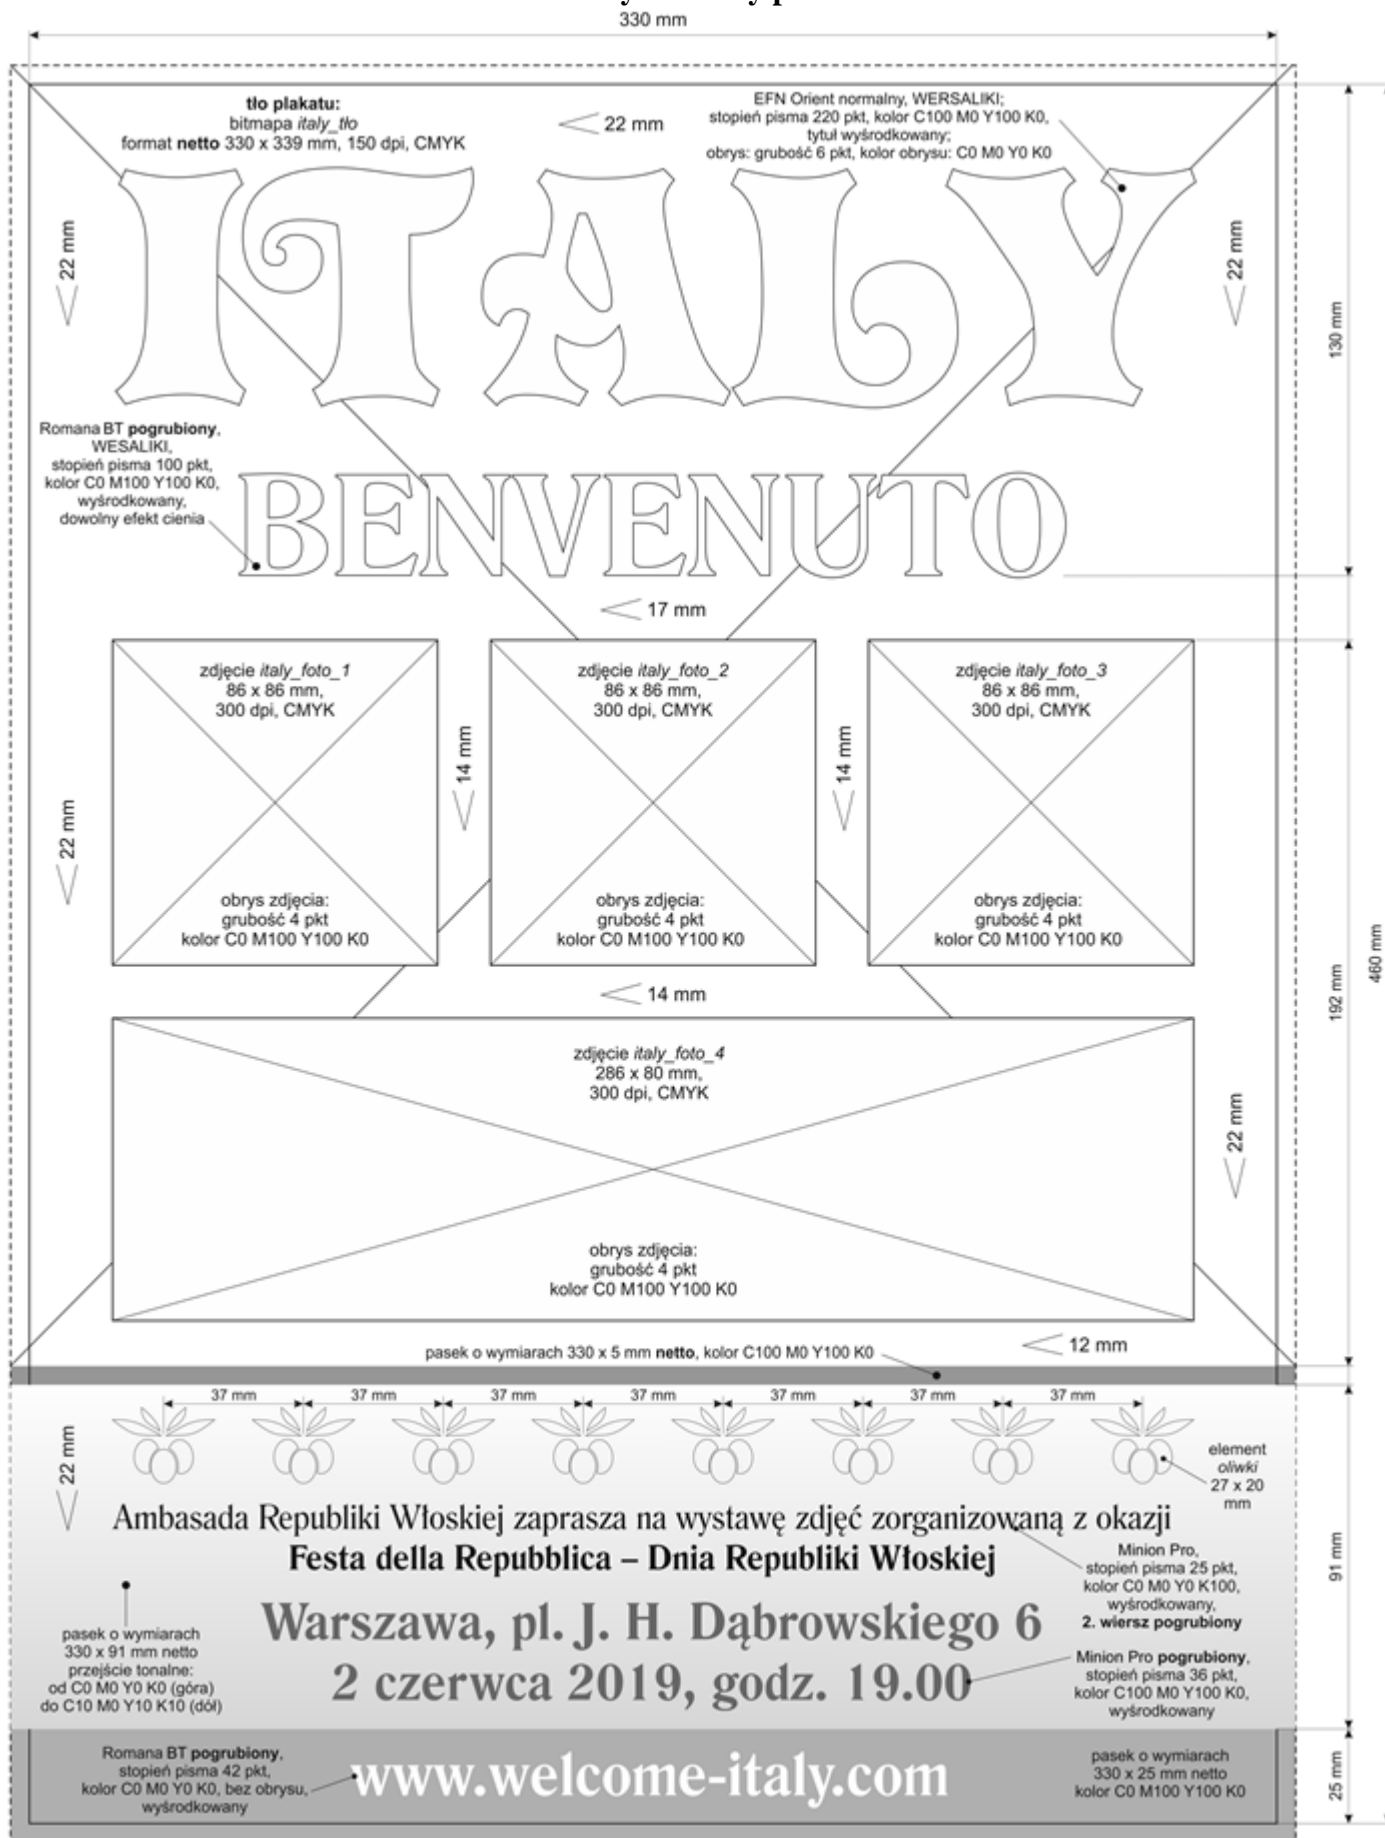 330 mm
tło plakatu:
bitmapa italy_tło
format netto 330 x 339 mm, 150 dpi, CMYK
22 mm
EFN Orient normalny, WERSALIKI;
stopień pisma 220 pkt, kolor C100 M0 Y100 K0,
tytuł wyśrodkowany;
obrys: grubość 6 pkt, kolor obrysu: C0 M0 Y0 K0
ITALY
22 mm
22 mm
130 mm
Romana BT pogrubiony,
WESALIKI,
stopień pisma 100 pkt,
kolor C0 M100 Y100 K0,
wyśrodkowany,
dowolny efekt cienia
BENVENUTO
17 mm
zdjęcie italy_foto_1
86 x 86 mm,
300 dpi, CMYK
obrys zdjęcia:
grubość 4 pkt
kolor C0 M100 Y100 K0
14 mm
zdjęcie italy_foto_2
86 x 86 mm,
300 dpi, CMYK
obrys zdjęcia:
grubość 4 pkt
kolor C0 M100 Y100 K0
14 mm
zdjęcie italy_foto_3
86 x 86 mm,
300 dpi, CMYK
obrys zdjęcia:
grubość 4 pkt
kolor C0 M100 Y100 K0
22 mm
460 mm
192 mm
14 mm
zdjęcie italy_foto_4
286 x 80 mm,
300 dpi, CMYK
obrys zdjęcia:
grubość 4 pkt
kolor C0 M100 Y100 K0
22 mm
12 mm
pasek o wymiarach 330 x 5 mm netto, kolor C100 M0 Y100 K0
37 mm
37 mm
37 mm
37 mm
37 mm
37 mm
37 mm
22 mm
element
oliwki
27 x 20
mm
Ambasada Republiki Włoskiej zaprasza na wystawę zdjęć zorganizowaną z okazji
Festa della Repubblica – Dnia Republiki Włoskiej
Minion Pro,
stopień pisma 25 pkt,
kolor C0 M0 Y0 K100,
wyśrodkowany,
2. wiersz pogrubiony
91 mm
Warszawa, pl. J. H. Dąbrowskiego 6
2 czerwca 2019, godz. 19.00
pasek o wymiarach
330 x 91 mm netto
przejście tonalne:
od C0 M0 Y0 K0 (góra)
do C10 M0 Y10 K10 (dół)
Minion Pro pogrubiony,
stopień pisma 36 pkt,
kolor C100 M0 Y100 K0,
wyśrodkowany
Romana BT pogrubiony,
stopień pisma 42 pkt,
kolor C0 M0 Y0 K0, bez obrysu,
wyśrodkowany
www.welcome-italy.com
pasek o wymiarach
330 x 25 mm netto
kolor C0 M100 Y100 K0
25 mm